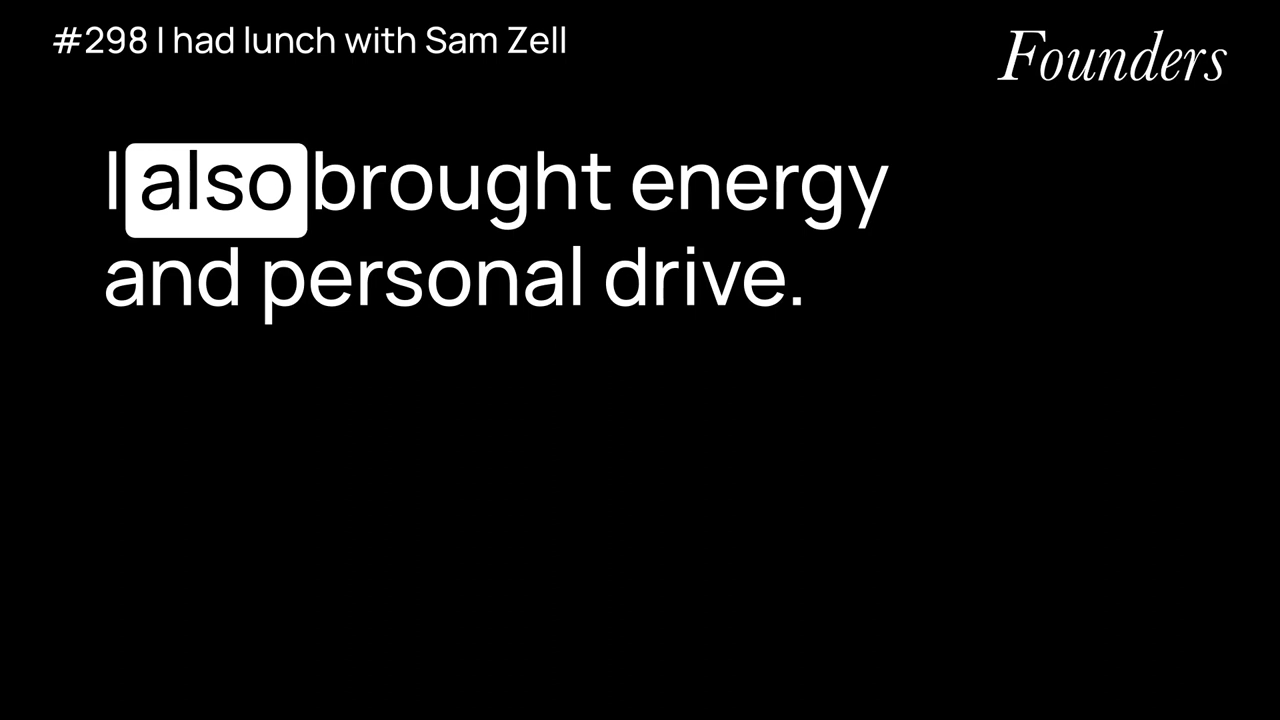 #298 I had lunch with Sam Zell
Founders
I also brought energy
and personal drive.